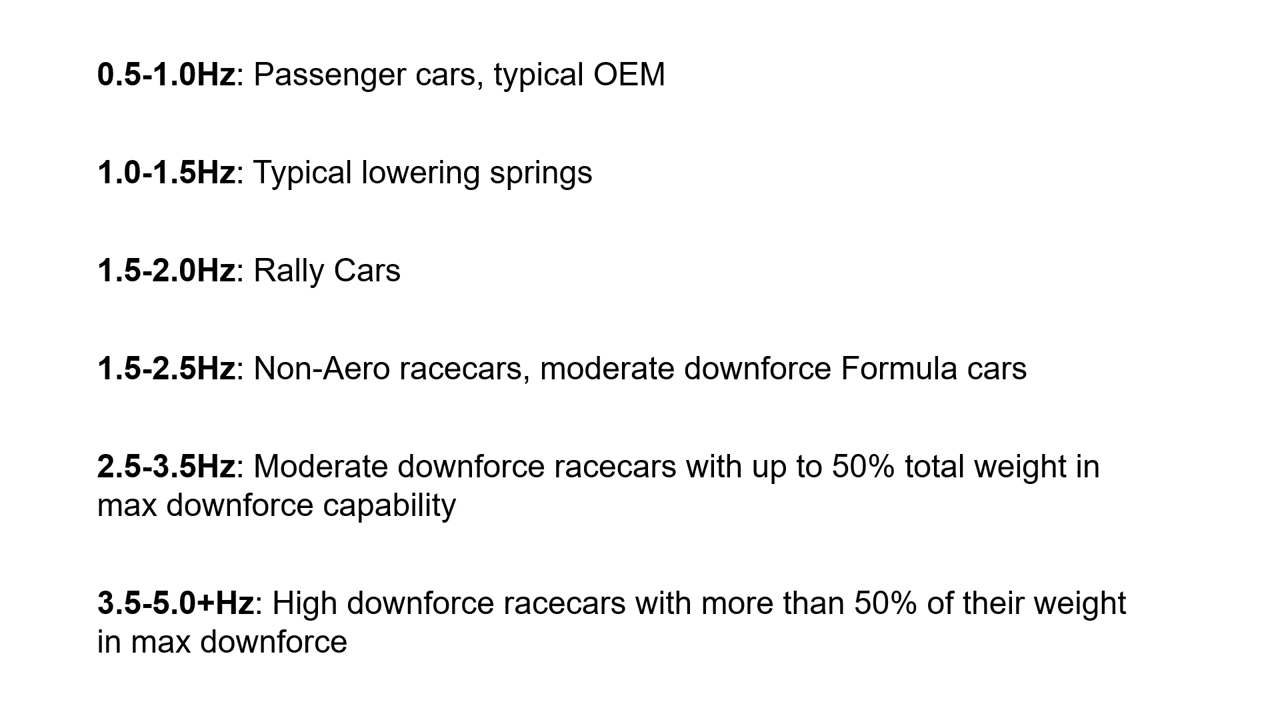 0.5-1.0Hz: Passenger cars, typical OEM
1.0-1.5Hz: Typical lowering springs
1.5-2.0Hz: Rally Cars
1.5-2.5Hz: Non-Aero racecars, moderate downforce Formula cars
2.5-3.5Hz: Moderate downforce racecars with up to 50% total weight in
max downforce capability
3.5-5.0+Hz: High downforce racecars with more than 50% of their weight
in max downforce